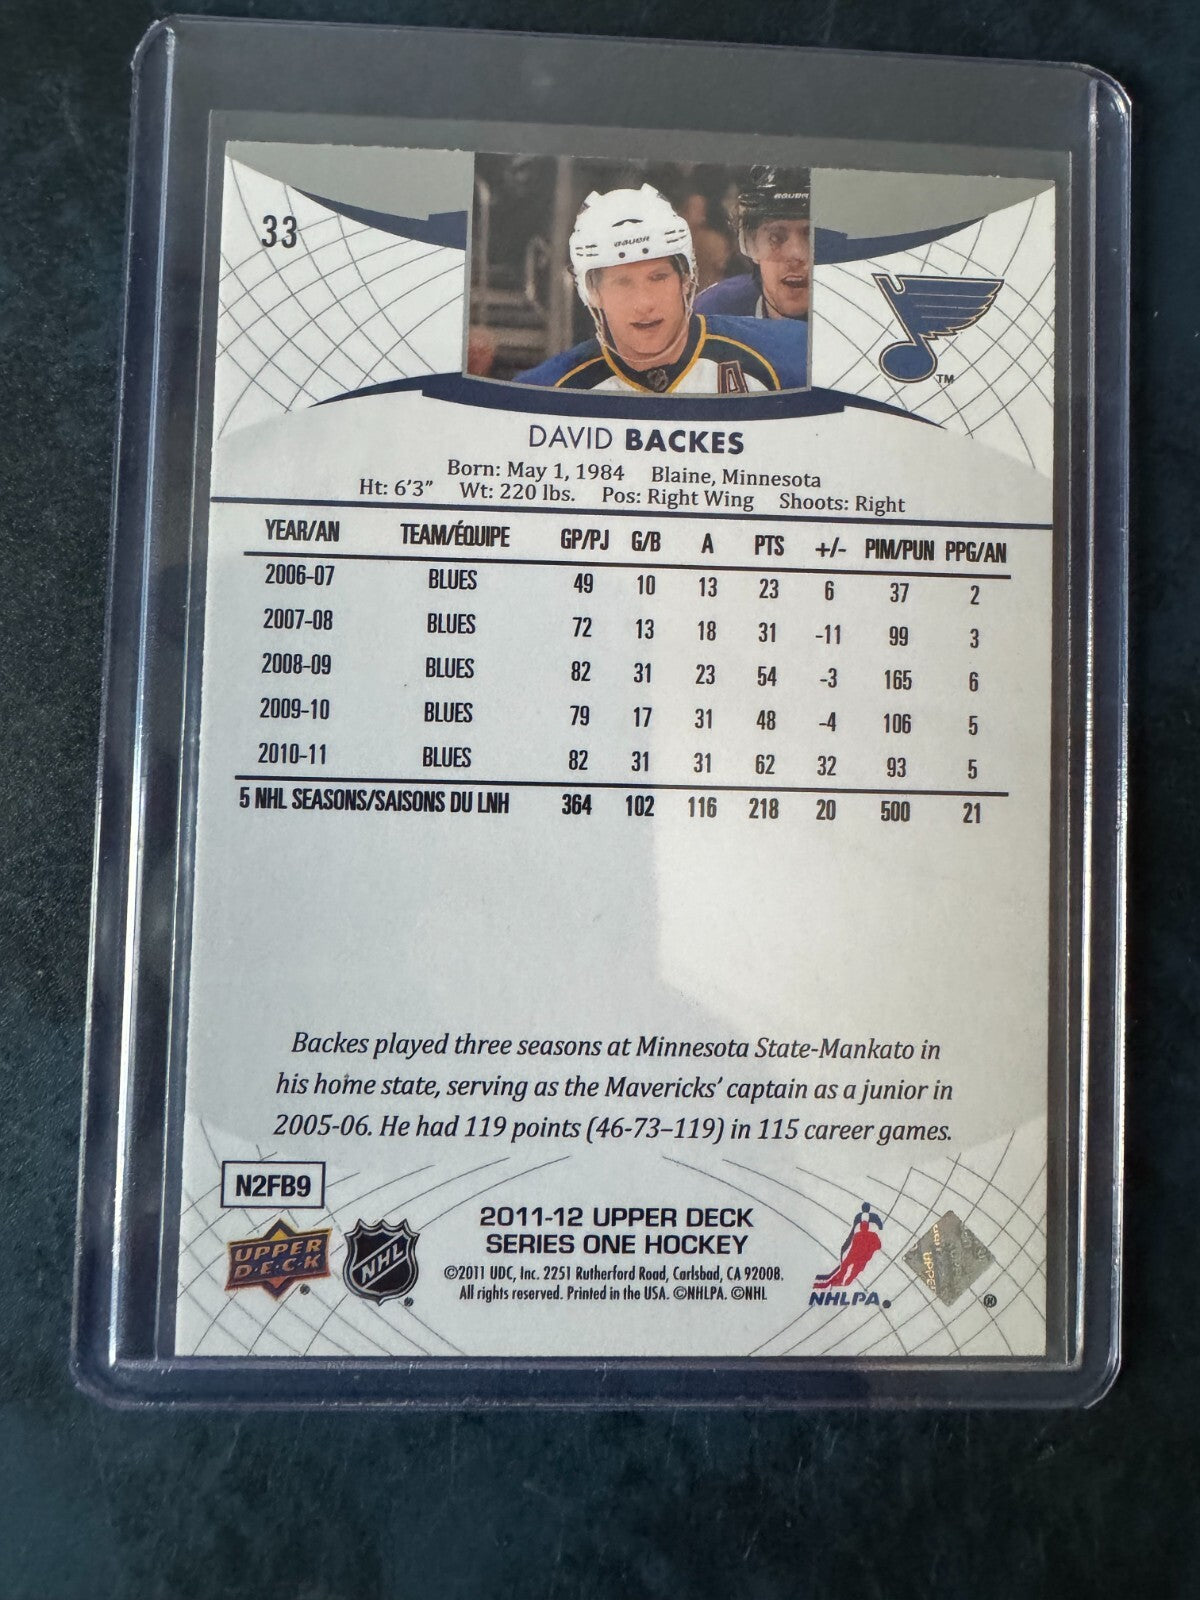 33
BAUER
BAUER
A
TM
DAVID BACKES
Born: May 1, 1984 Blaine, Minnesota
Ht: 6'3" Wt: 220 lbs. Pos: Right Wing Shoots: Right
YEAR/AN TEAM/ÉQUIPE GP/PJ G/B A PTS +/- PIM/PUN PPG/AN
2006-07 BLUES 49 10 13 23 6 37 2
2007-08 BLUES 72 13 18 31 -11 99 3
2008-09 BLUES 82 31 23 54 -3 165 6
2009-10 BLUES 79 17 31 48 -4 106 5
2010-11 BLUES 82 31 31 62 32 93 5
5 NHL SEASONS/SAISONS DU LNH 364 102 116 218 20 500 21
Backes played three seasons at Minnesota State-Mankato in
his home state, serving as the Mavericks' captain as a junior in
2005-06. He had 119 points (46-73–119) in 115 career games.
N2FB9
UPPER
D·E·C·K
®
NHL
®
2011-12 UPPER DECK
SERIES ONE HOCKEY
©2011 UDC, Inc. 2251 Rutherford Road, Carlsbad, CA 92008.
All rights reserved. Printed in the USA. ©NHLPA. ©NHL
NHLPA®
UPPER
®